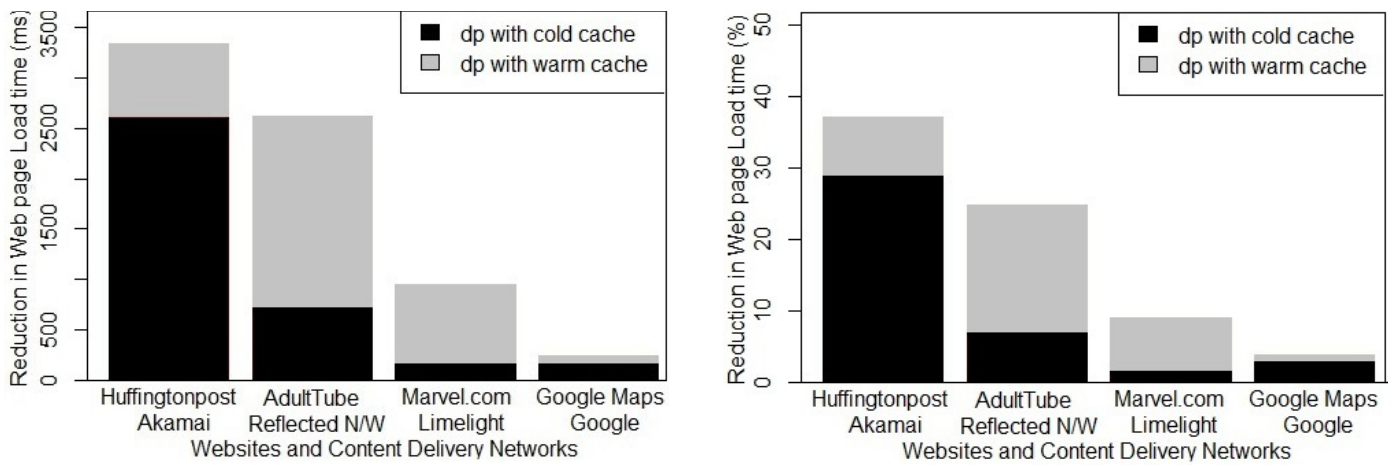 Reduction in Web page Load time (ms)
3500
2500
1500
500
0
dp with cold cache
dp with warm cache
Huffingtonpost
Akamai
AdultTube
Reflected N/W
Marvel.com
Limelight
Google Maps
Google
Websites and Content Delivery Networks
Reduction in Web page Load time (%)
50
40
30
20
10
0
dp with cold cache
dp with warm cache
Huffingtonpost
Akamai
AdultTube
Reflected N/W
Marvel.com
Limelight
Google Maps
Google
Websites and Content Delivery Networks